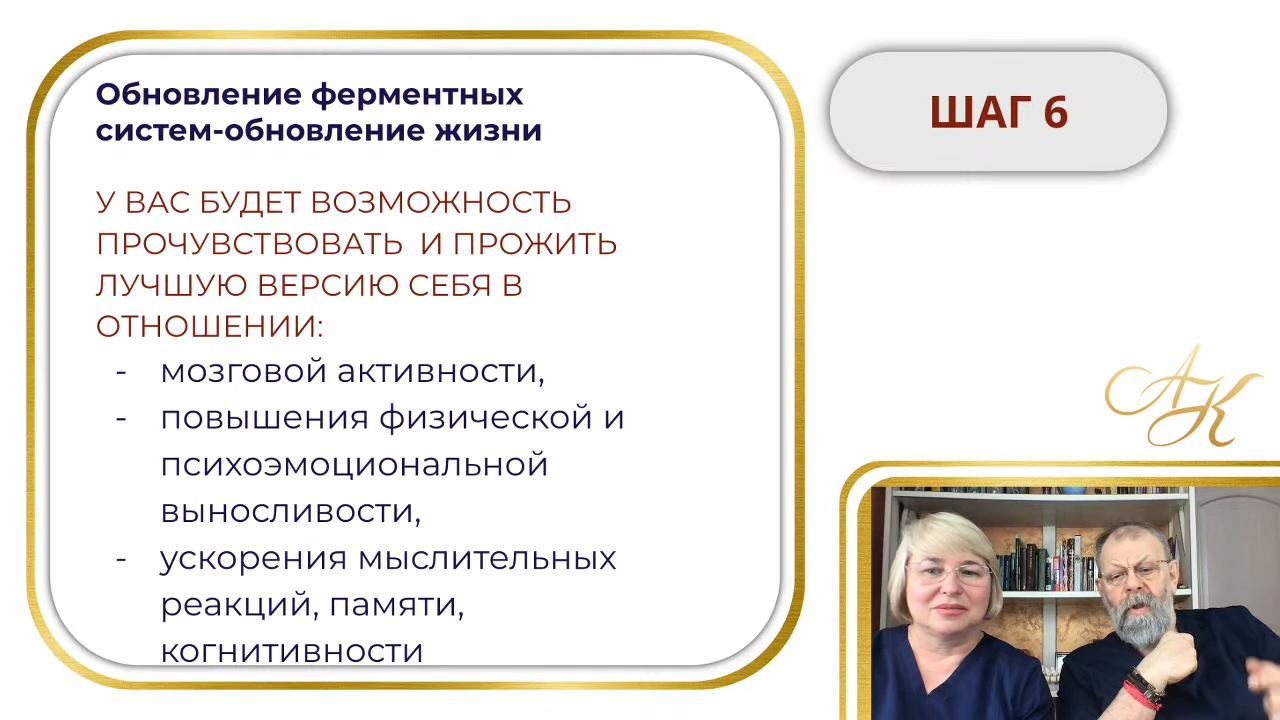 Обновление ферментных
систем-обновление жизни
У ВАС БУДЕТ ВОЗМОЖНОСТЬ
ПРОЧУВСТВОВАТЬ И ПРОЖИТЬ
ЛУЧШУЮ ВЕРСИЮ СЕБЯ В
ОТНОШЕНИИ:
- мозговой активности,
- повышения физической и
психоэмоциональной
выносливости,
- ускорения мыслительных
реакций, памяти,
когнитивности
ШАГ 6
АК